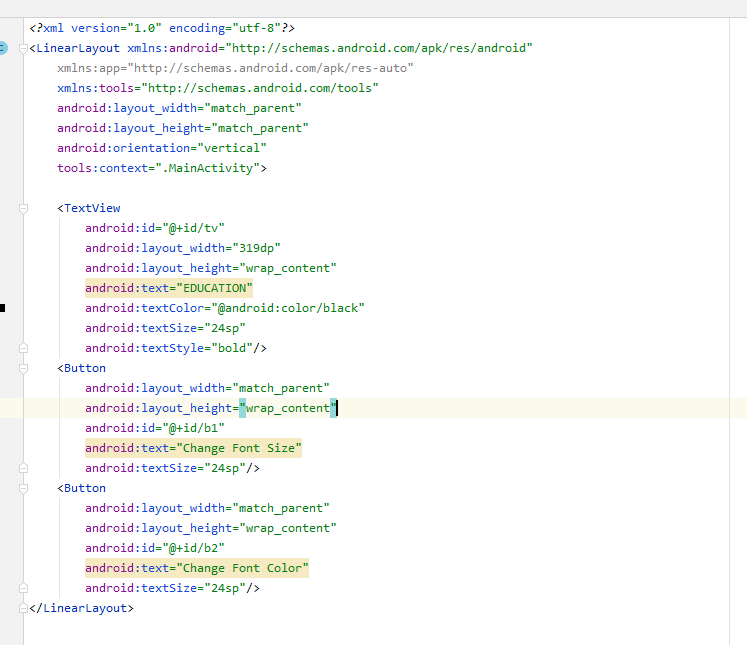 <?xml version="1.0" encoding="utf-8"?>
<LinearLayout xmlns:android="http://schemas.android.com/apk/res/android"
    xmlns:app="http://schemas.android.com/apk/res-auto"
    xmlns:tools="http://schemas.android.com/tools"
    android:layout_width="match_parent"
    android:layout_height="match_parent"
    android:orientation="vertical"
    tools:context=".MainActivity">

    <TextView
        android:id="@+id/tv"
        android:layout_width="319dp"
        android:layout_height="wrap_content"
        android:text="EDUCATION"
        android:textColor="@android:color/black"
        android:textSize="24sp"
        android:textStyle="bold"/>
    <Button
        android:layout_width="match_parent"
        android:layout_height="wrap_content"
        android:id="@+id/b1"
        android:text="Change Font Size"
        android:textSize="24sp"/>
    <Button
        android:layout_width="match_parent"
        android:layout_height="wrap_content"
        android:id="@+id/b2"
        android:text="Change Font Color"
        android:textSize="24sp"/>
</LinearLayout>